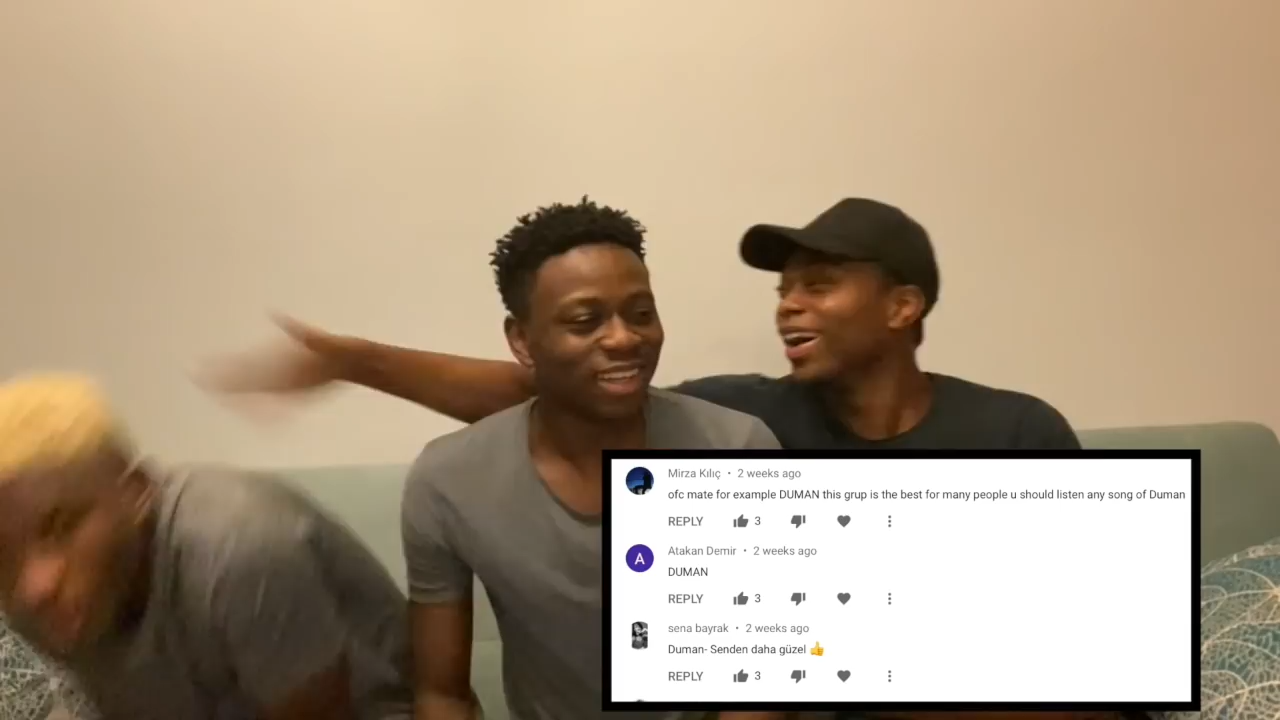 Mirza Kılıç • 2 weeks ago
ofc mate for example DUMAN this grup is the best for many people u should listen any song of Duman
REPLY 3
A
Atakan Demir • 2 weeks ago
DUMAN
REPLY 3
sena bayrak • 2 weeks ago
Duman- Senden daha güzel 👍
REPLY 3